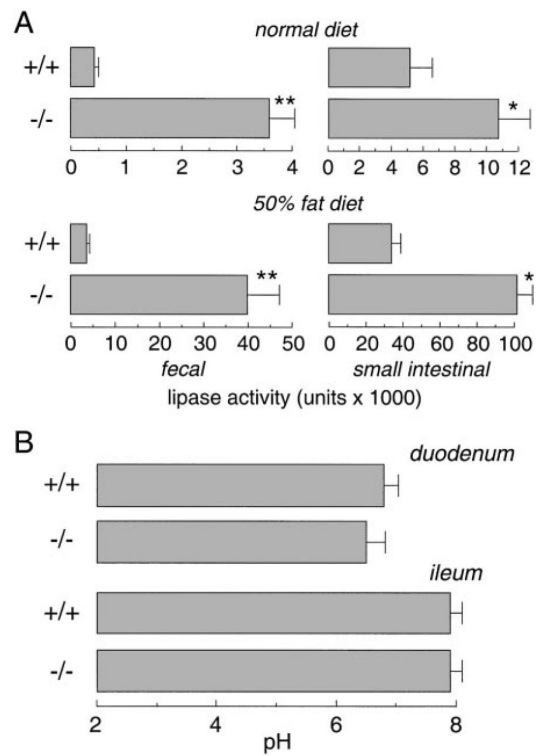 A
normal diet
+/+
-/-
**
*
0 1 2 3 4
0 2 4 6 8 10 12
50% fat diet
+/+
-/-
**
*
0 10 20 30 40 50
0 20 40 60 80 100
fecal
small intestinal
lipase activity (units x 1000)
B
duodenum
+/+
-/-
ileum
+/+
-/-
2 4 6 8
pH